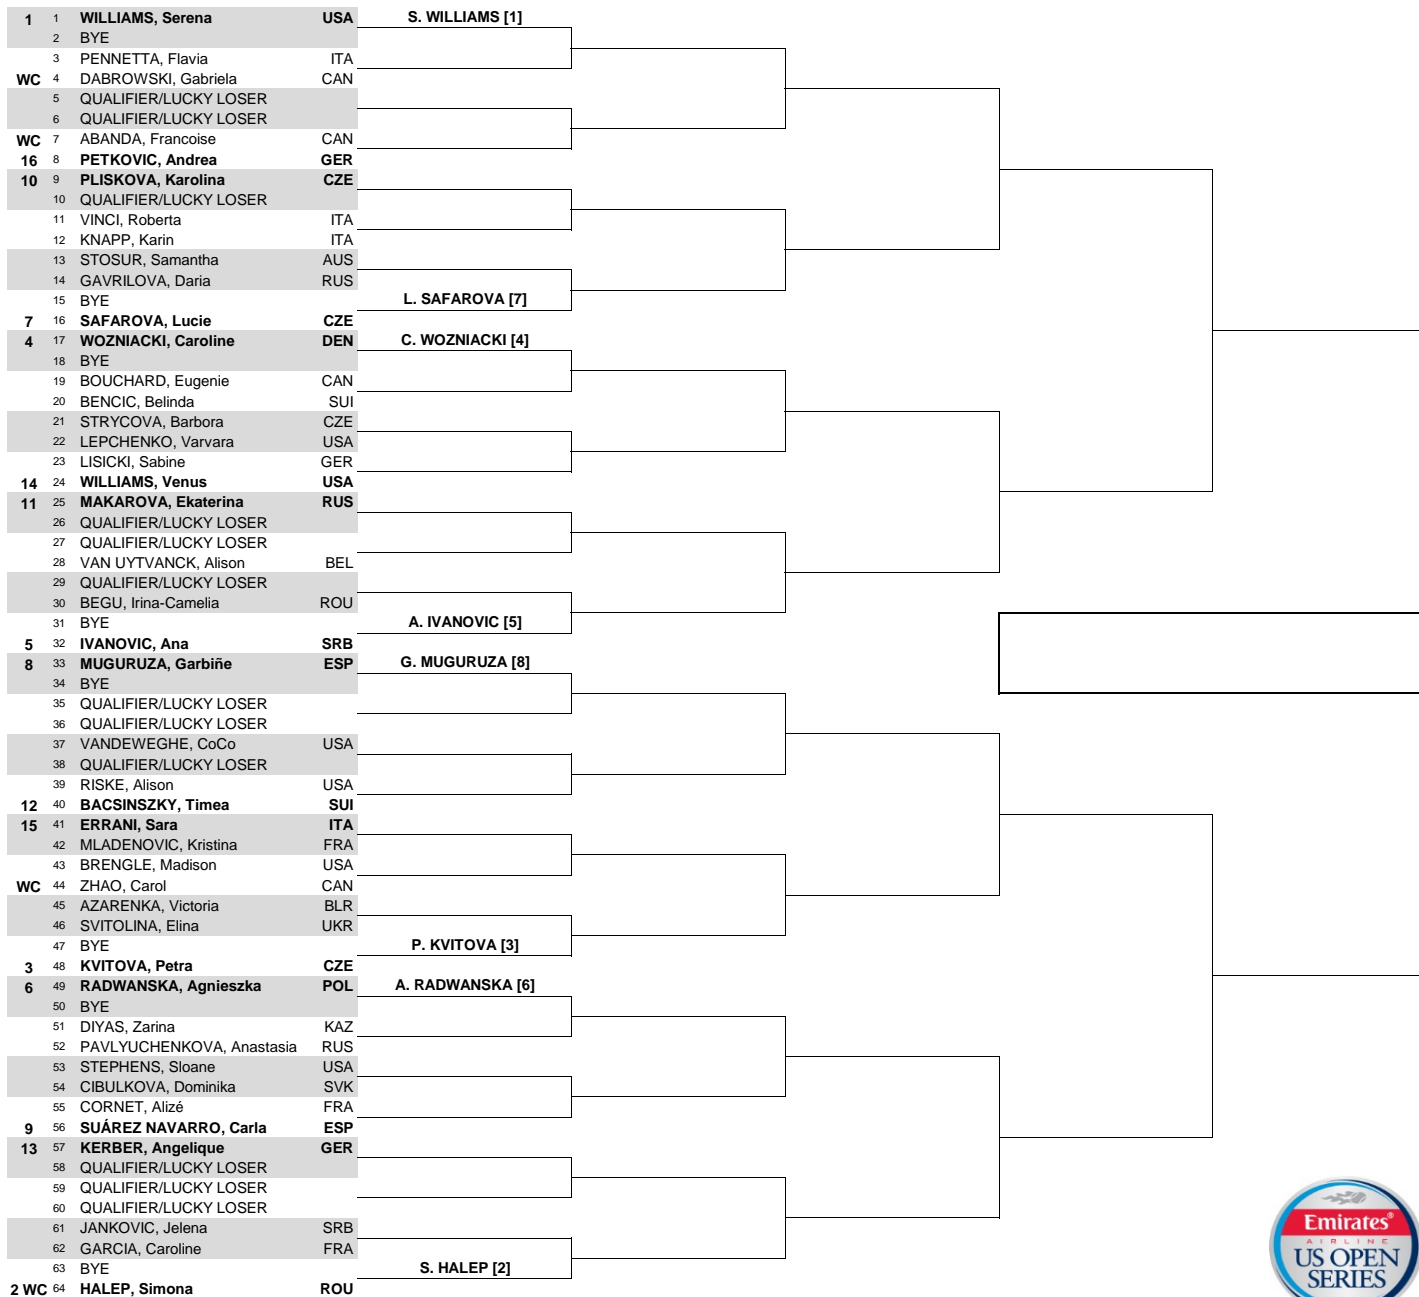 1 1 WILLIAMS, Serena USA S. WILLIAMS [1]
2 BYE
3 PENNETTA, Flavia ITA
WC 4 DABROWSKI, Gabriela CAN
5 QUALIFIER/LUCKY LOSER
6 QUALIFIER/LUCKY LOSER
WC 7 ABANDA, Francoise CAN
16 8 PETKOVIC, Andrea GER
10 9 PLISKOVA, Karolina CZE
10 QUALIFIER/LUCKY LOSER
11 VINCI, Roberta ITA
12 KNAPP, Karin ITA
13 STOSUR, Samantha AUS
14 GAVRILOVA, Daria RUS
15 BYE L. SAFAROVA [7]
7 16 SAFAROVA, Lucie CZE
4 17 WOZNIACKI, Caroline DEN C. WOZNIACKI [4]
18 BYE
19 BOUCHARD, Eugenie CAN
20 BENCIC, Belinda SUI
21 STRYCOVA, Barbora CZE
22 LEPCHENKO, Varvara USA
23 LISICKI, Sabine GER
14 24 WILLIAMS, Venus USA
11 25 MAKAROVA, Ekaterina RUS
26 QUALIFIER/LUCKY LOSER
27 QUALIFIER/LUCKY LOSER
28 VAN UYTVANCK, Alison BEL
29 QUALIFIER/LUCKY LOSER
30 BEGU, Irina-Camelia ROU
31 BYE A. IVANOVIC [5]
5 32 IVANOVIC, Ana SRB
8 33 MUGURUZA, Garbiñe ESP G. MUGURUZA [8]
34 BYE
35 QUALIFIER/LUCKY LOSER
36 QUALIFIER/LUCKY LOSER
37 VANDEWEGHE, CoCo USA
38 QUALIFIER/LUCKY LOSER
39 RISKE, Alison USA
12 40 BACSINSZKY, Timea SUI
15 41 ERRANI, Sara ITA
42 MLADENOVIC, Kristina FRA
43 BRENGLE, Madison USA
WC 44 ZHAO, Carol CAN
45 AZARENKA, Victoria BLR
46 SVITOLINA, Elina UKR
47 BYE P. KVITOVA [3]
3 48 KVITOVA, Petra CZE
6 49 RADWANSKA, Agnieszka POL A. RADWANSKA [6]
50 BYE
51 DIYAS, Zarina KAZ
52 PAVLYUCHENKOVA, Anastasia RUS
53 STEPHENS, Sloane USA
54 CIBULKOVA, Dominika SVK
55 CORNET, Alizé FRA
9 56 SUÁREZ NAVARRO, Carla ESP
13 57 KERBER, Angelique GER
58 QUALIFIER/LUCKY LOSER
59 QUALIFIER/LUCKY LOSER
60 QUALIFIER/LUCKY LOSER
61 JANKOVIC, Jelena SRB
62 GARCIA, Caroline FRA
63 BYE S. HALEP [2]
2 WC 64 HALEP, Simona ROU
Emirates®
AIRLINE
US OPEN
SERIES